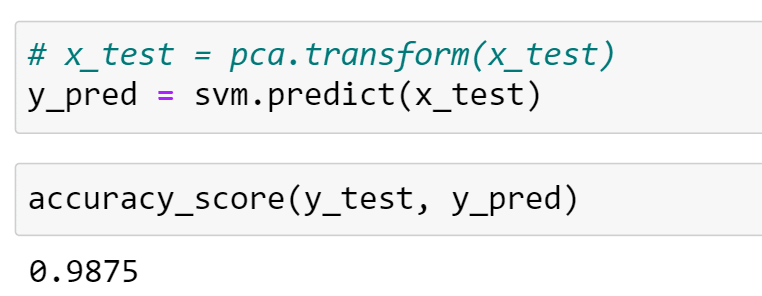 # x_test = pca.transform(x_test)
y_pred = svm.predict(x_test)
accuracy_score(y_test, y_pred)
0.9875